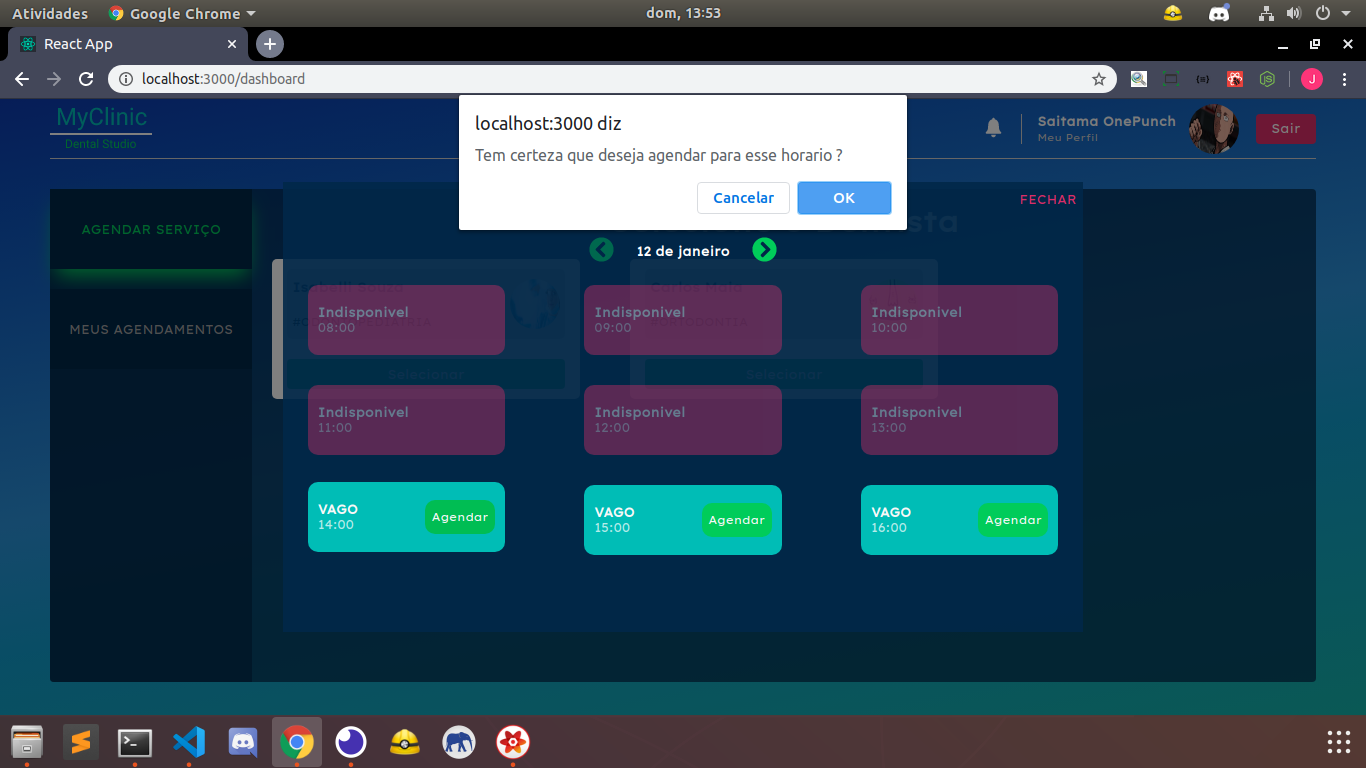 Atividades Google Chrome dom, 13:53
React App
localhost:3000/dashboard J
MyClinic
Dental Studio
Saitama OnePunch
Meu Perfil
Sair
localhost:3000 diz
Tem certeza que deseja agendar para esse horario ?
Cancelar OK
AGENDAR SERVIÇO
MEUS AGENDAMENTOS
FECHAR
12 de janeiro
Indisponivel
08:00
Indisponivel
09:00
Indisponivel
10:00
Selecionar Selecionar
Indisponivel
11:00
Indisponivel
12:00
Indisponivel
13:00
VAGO
14:00
Agendar
VAGO
15:00
Agendar
VAGO
16:00
Agendar